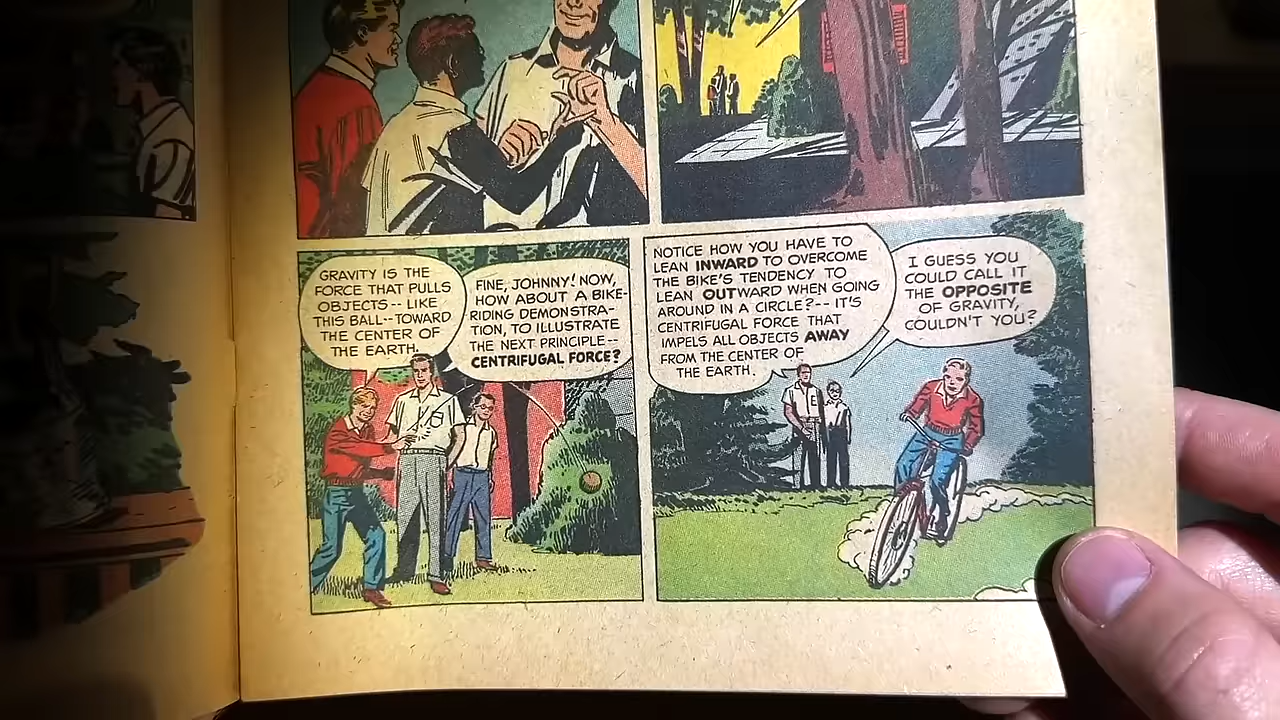 GRAVITY IS THE
FORCE THAT PULLS
OBJECTS-- LIKE
THIS BALL--TOWARD
THE CENTER OF
THE EARTH.
FINE, JOHNNY! NOW,
HOW ABOUT A BIKE-
RIDING DEMONSTRA-
TION, TO ILLUSTRATE
THE NEXT PRINCIPLE--
CENTRIFUGAL FORCE?
NOTICE HOW YOU HAVE TO
LEAN INWARD TO OVERCOME
THE BIKE'S TENDENCY TO
LEAN OUTWARD WHEN GOING
AROUND IN A CIRCLE?-- IT'S
CENTRIFUGAL FORCE THAT
IMPELS ALL OBJECTS AWAY
FROM THE CENTER OF
THE EARTH.
I GUESS YOU
COULD CALL IT
THE OPPOSITE
OF GRAVITY,
COULDN'T YOU?